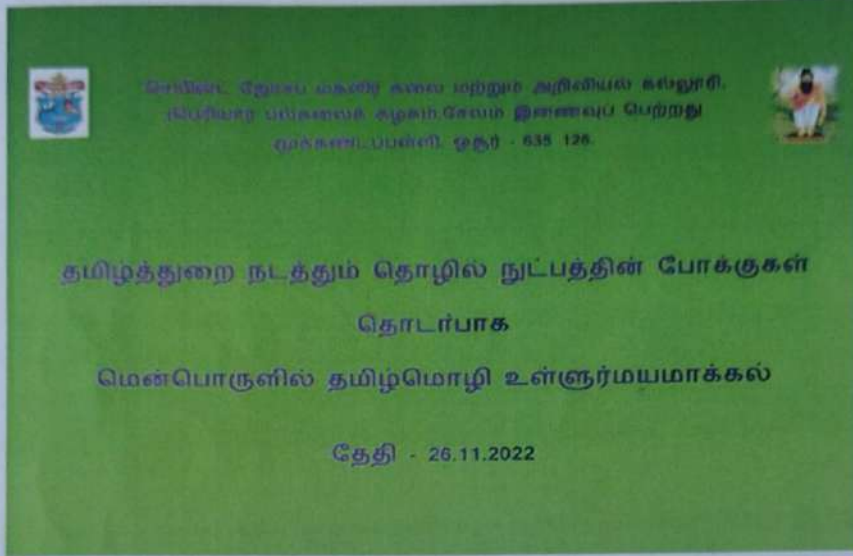 செயின்ட் ஜோசப் மகளிர் கலை மற்றும் அறிவியல் கல்லூரி,
(பெரியார் பல்கலைக் கழகம்,சேலம் இணைவுப் பெற்றது
மூக்கண்டப்பள்ளி, ஓசூர் - 635 126.
தமிழ்த்துறை நடத்தும் தொழில் நுட்பத்தின் போக்குகள்
தொடர்பாக
மென்பொருளில் தமிழ்மொழி உள்ளுர்மயமாக்கல்
தேதி - 26.11.2022